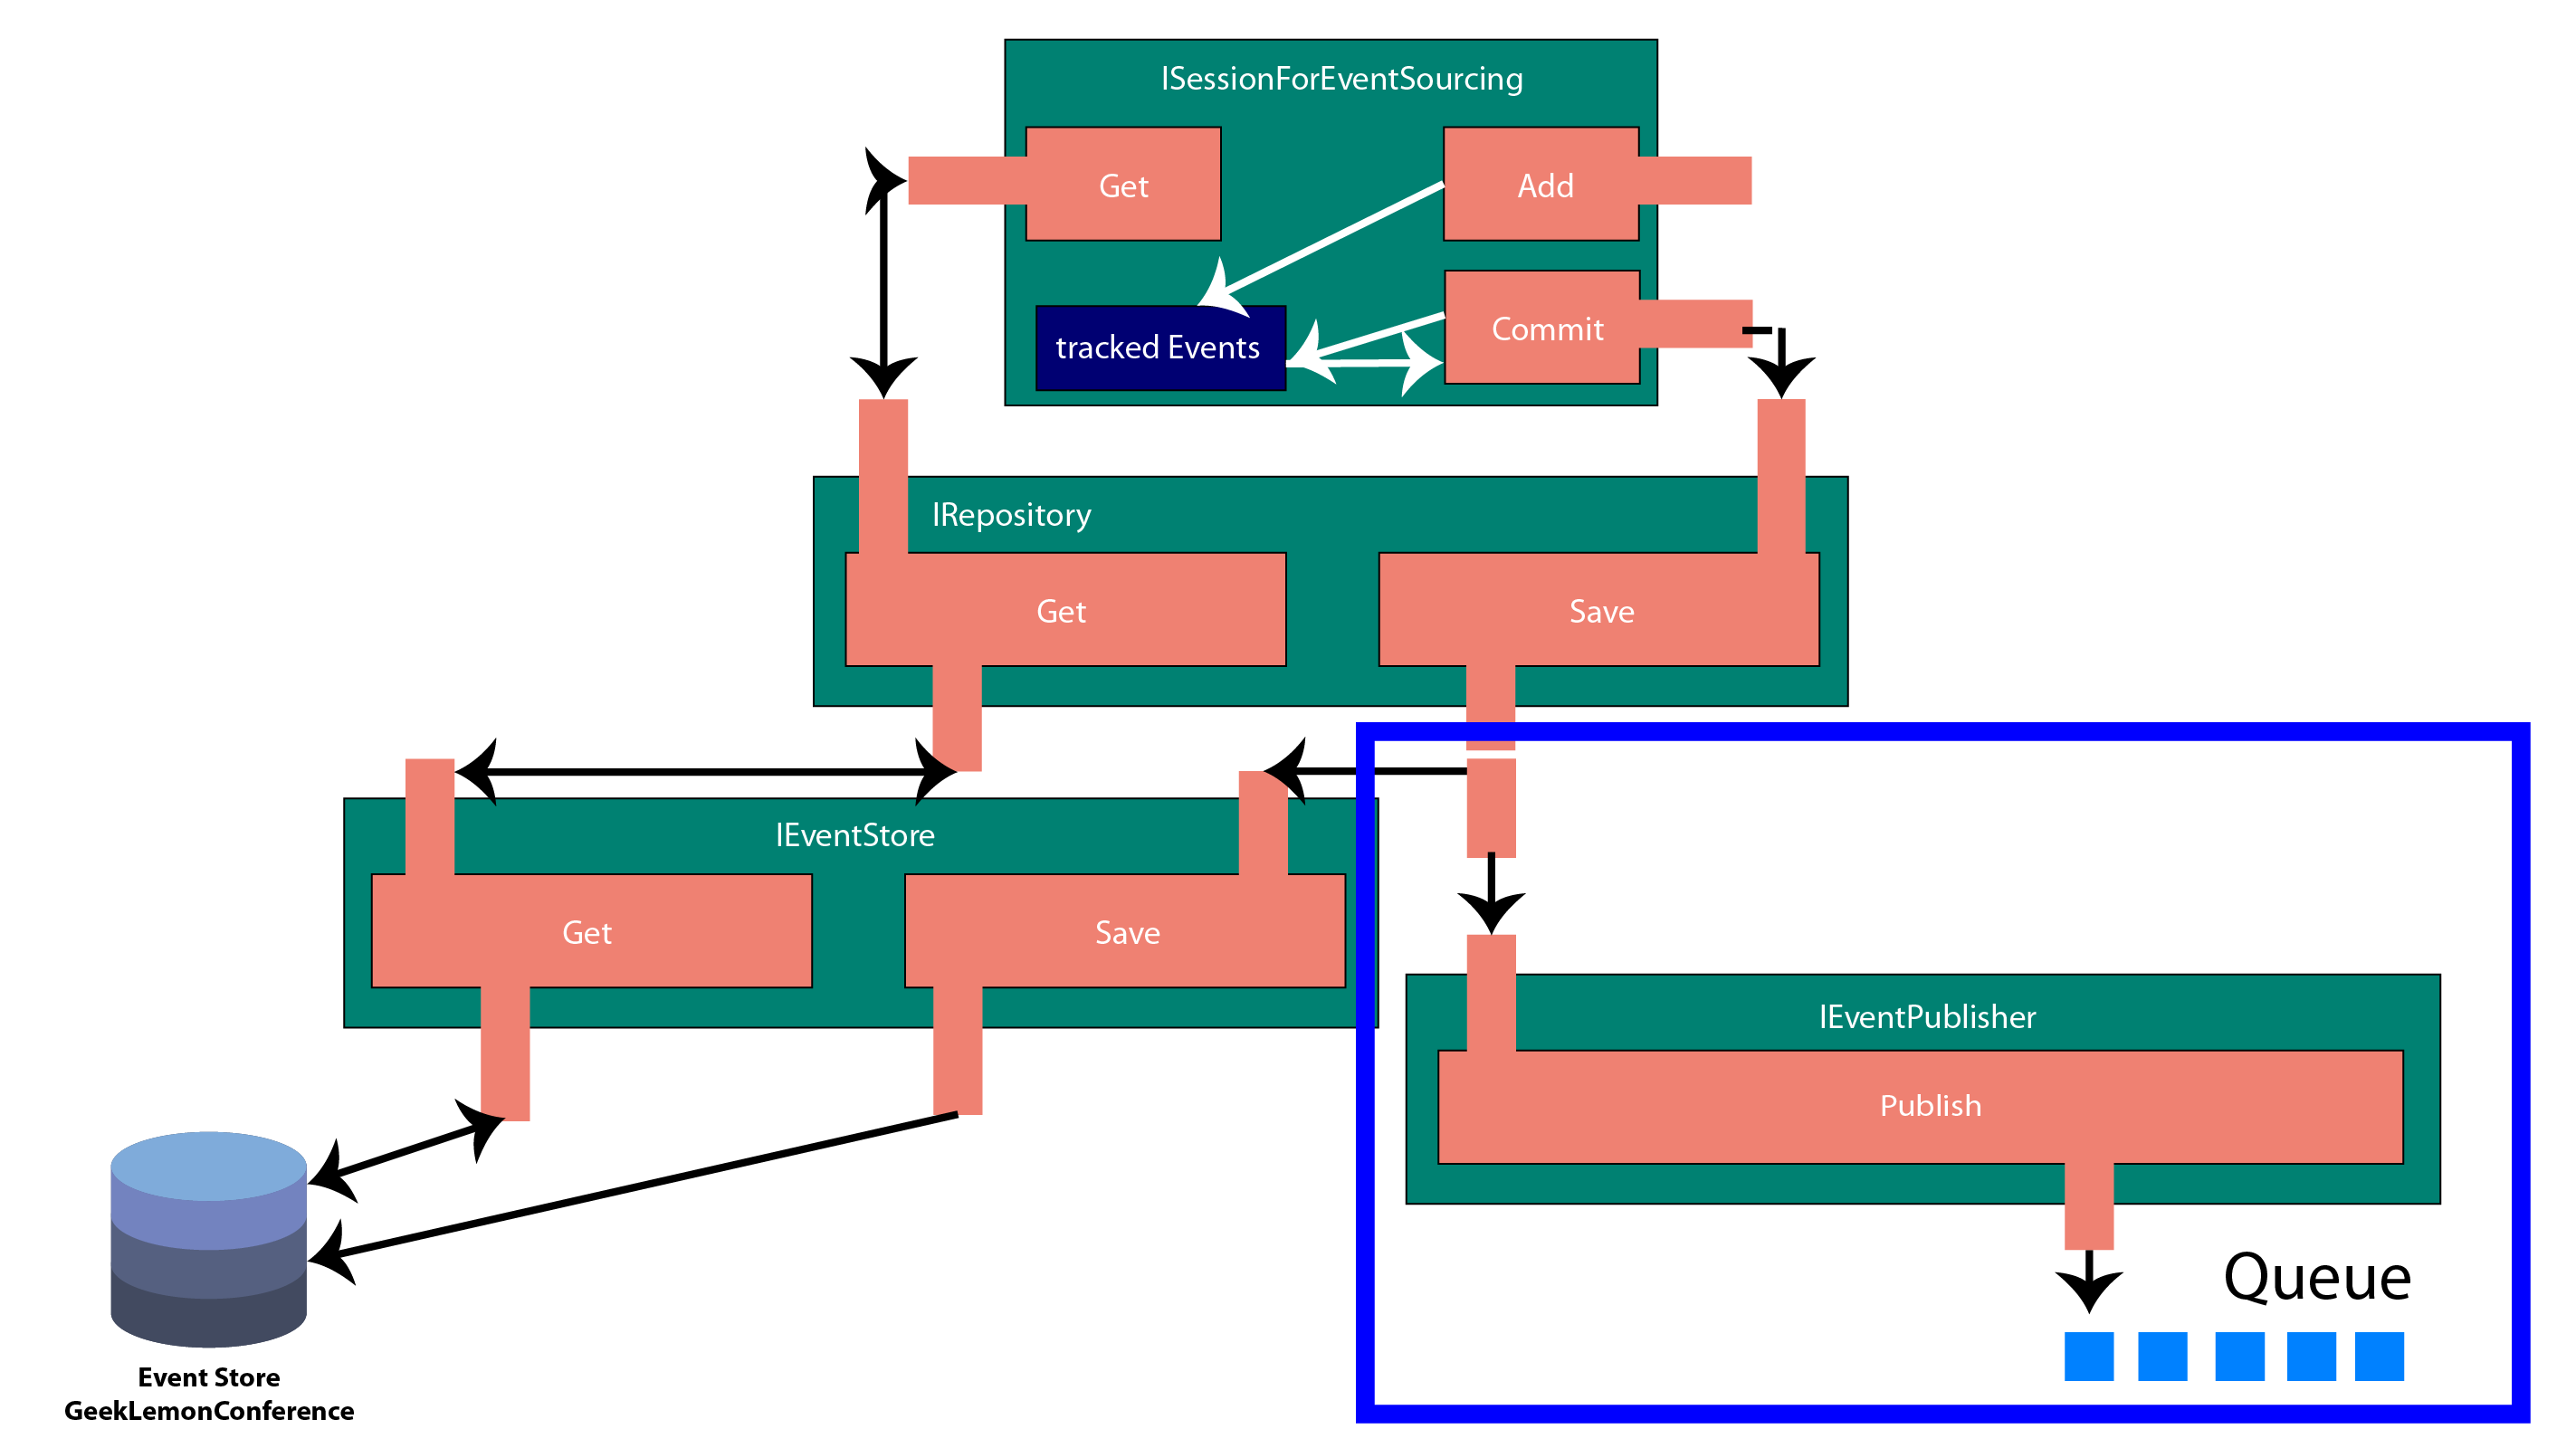 ISessionForEventSourcing
Get
Add
tracked Events
Commit
IRepository
Get
Save
IEventStore
Get
Save
IEventPublisher
Publish
Queue
Event Store
GeekLemonConference